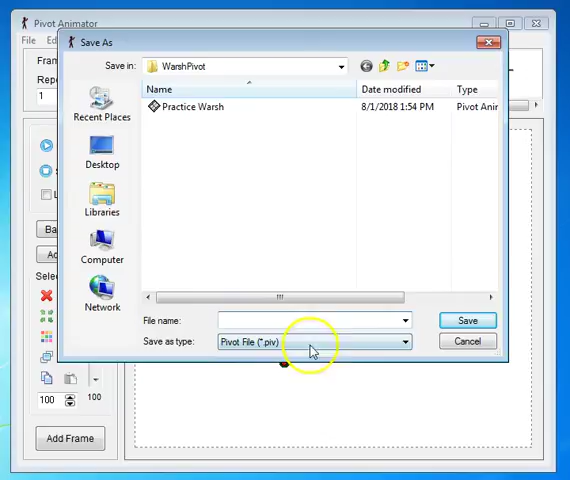 Pivot Animator
File Ed
Save As
Fram
Save in: WarshPivot
Repe
1
Name Date modified Type
Practice Warsh 8/1/2018 1:54 PM Pivot Anir
Recent Places
Desktop
Libraries
Computer
Network
Ba
Ad
Selec
File name: Save
Save as type: Pivot File (*.piv) Cancel
100 100
Add Frame